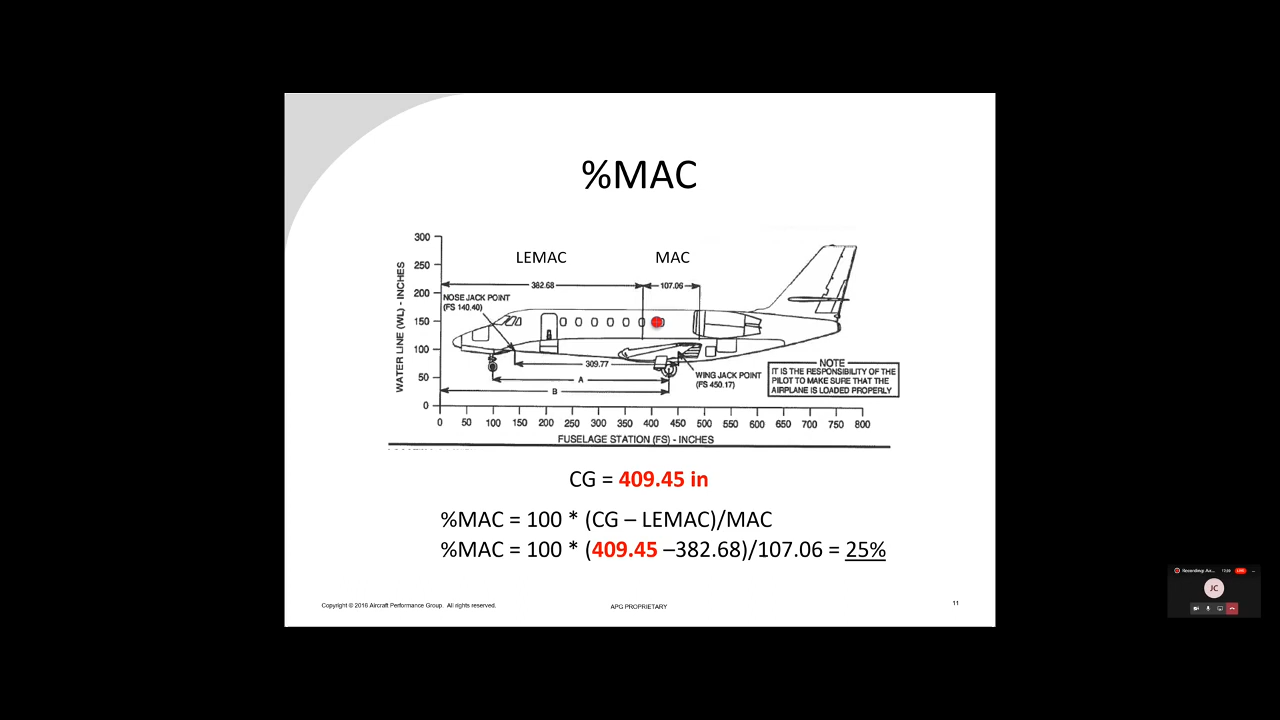 %MAC
300
250
200
150
100
50
0
WATER LINE (WL) - INCHES
LEMAC
MAC
382.68
107.06
NOSE JACK POINT
(FS 140.40)
309.77
A
B
WING JACK POINT
(FS 450.17)
NOTE
IT IS THE RESPONSIBILITY OF THE
PILOT TO MAKE SURE THAT THE
AIRPLANE IS LOADED PROPERLY
0 50 100 150 200 250 300 350 400 450 500 550 600 650 700 750 800
FUSELAGE STATION (FS) - INCHES
CG = 409.45 in
%MAC = 100 * (CG – LEMAC)/MAC
%MAC = 100 * (409.45 –382.68)/107.06 = 25%
Copyright © 2016 Aircraft Performance Group. All rights reserved.
APG PROPRIETARY
11
JC